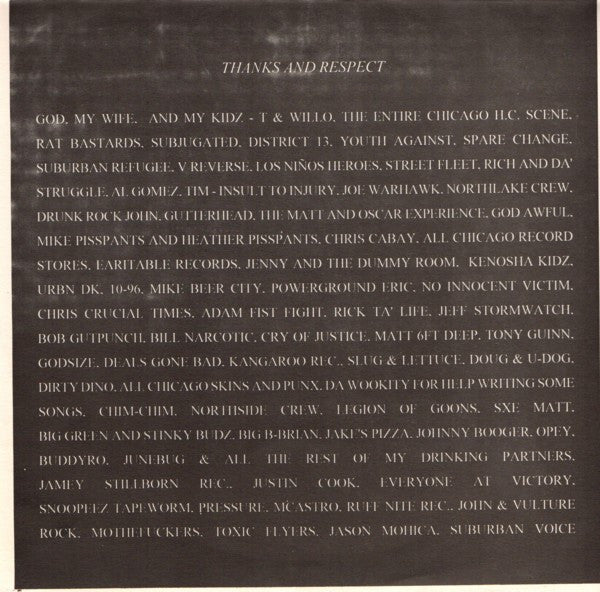 THANKS AND RESPECT
GOD, MY WIFE, AND MY KIDZ - T & WILLO, THE ENTIRE CHICAGO H.C. SCENE,
RAT BASTARDS, SUBJUGATED, DISTRICT 13, YOUTH AGAINST, SPARE CHANGE,
SUBURBAN REFUGEE, V REVERSE, LOS NIÑOS HEROES, STREET FLEET, RICH AND DA'
STRUGGLE, AL GOMEZ, TIM - INSULT TO INJURY, JOE WARHAWK, NORTHLAKE CREW,
DRUNK ROCK JOHN, GUTTERHEAD, THE MATT AND OSCAR EXPERIENCE, GOD AWFUL,
MIKE PISSPANTS AND HEATHER PISSPANTS, CHRIS CABAY, ALL CHICAGO RECORD
STORES, EARITABLE RECORDS, JENNY AND THE DUMMY ROOM, KENOSHA KIDZ,
URBN DK, 10-96, MIKE BEER CITY, POWERGROUND ERIC, NO INNOCENT VICTIM,
CHRIS CRUCIAL TIMES, ADAM FIST FIGHT, RICK TA' LIFE, JEFF STORMWATCH,
BOB GUTPUNCH, BILL NARCOTIC, CRY OF JUSTICE, MATT 6FT DEEP, TONY GUINN,
GODSIZE, DEALS GONE BAD, KANGAROO REC., SLUG & LETTUCE, DOUG & U-DOG,
DIRTY DINO, ALL CHICAGO SKINS AND PUNX, DA WOOKITY FOR HELP WRITING SOME
SONGS, CHIM-CHIM, NORTHSIDE CREW, LEGION OF GOONS, SXE MATT,
BIG GREEN AND STINKY BUDZ, BIG B-BRIAN, JAKE'S PIZZA, JOHNNY BOOGER, OPEY,
BUDDYRO, JUNEBUG & ALL THE REST OF MY DRINKING PARTNERS,
JAMEY STILLBORN REC., JUSTIN COOK, EVERYONE AT VICTORY,
SNOOPEEZ TAPEWORM, PRESSURE, MCASTRO, RUFF NITE REC., JOHN & VULTURE
ROCK, MOTHEFUCKERS, TOXIC FLYERS, JASON MOHICA, SUBURBAN VOICE